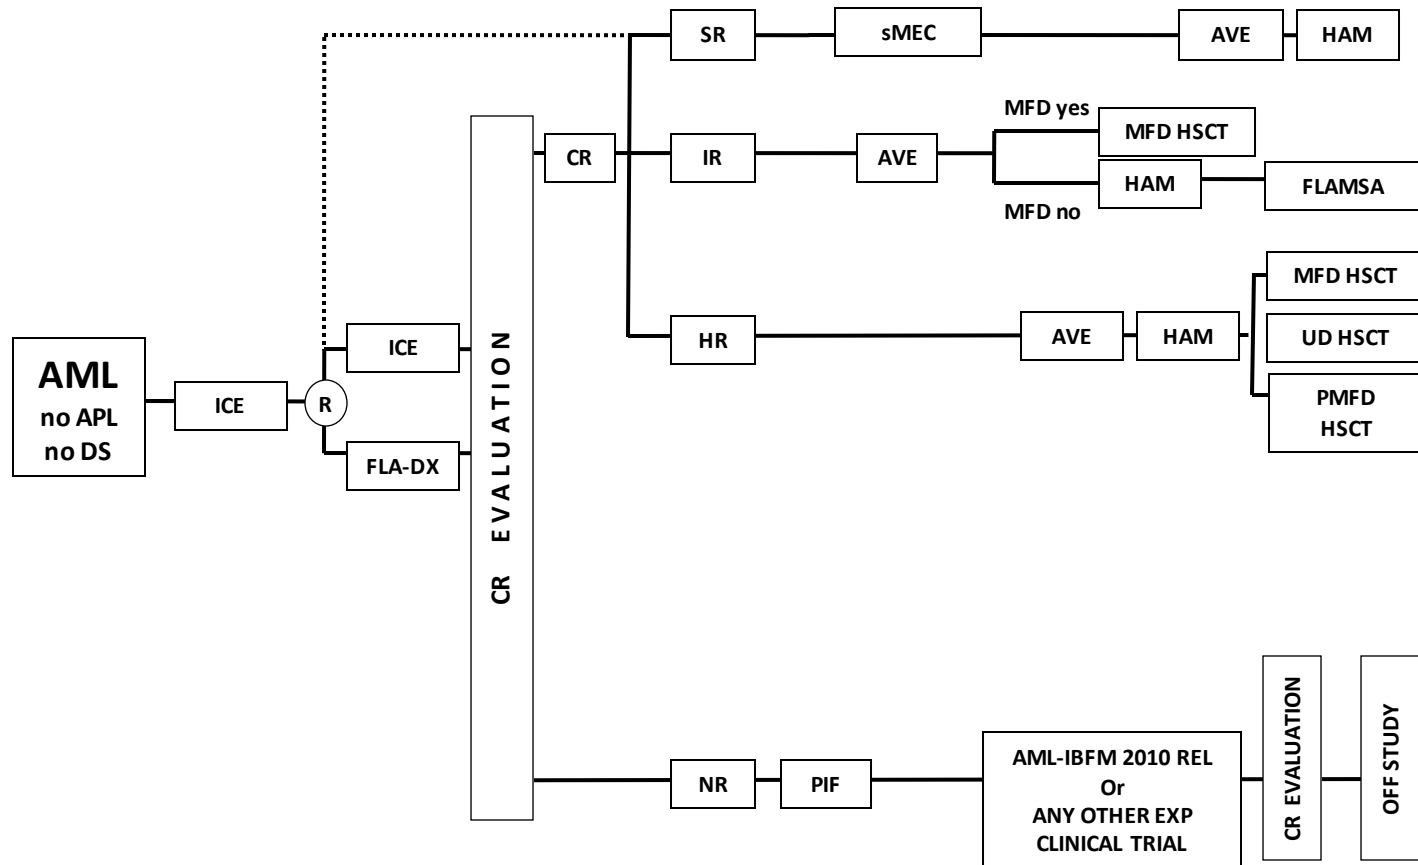 AML
no APL
no DS
ICE
R
ICE
FLA-DX
CR EVALUATION
CR
SR
sMEC
AVE
HAM
IR
AVE
MFD yes
MFD HSCT
MFD no
HAM
FLAMSA
HR
AVE
HAM
MFD HSCT
UD HSCT
PMFD
HSCT
NR
PIF
AML-IBFM 2010 REL
Or
ANY OTHER EXP
CLINICAL TRIAL
CR EVALUATION
OFF STUDY